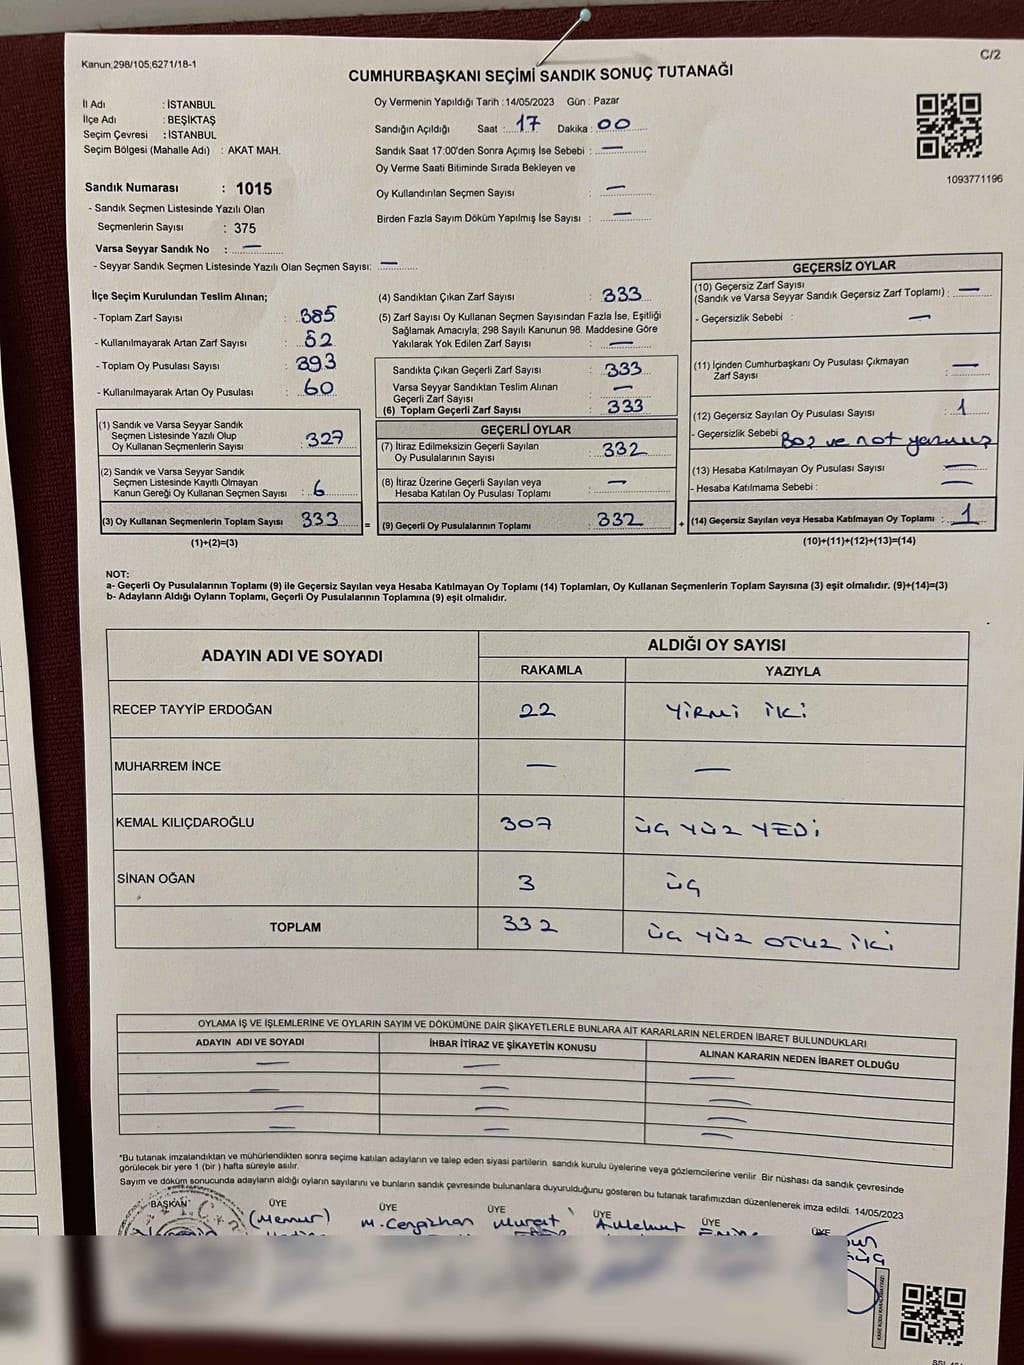 Kanun;298/105;6271/18-1
C/2
CUMHURBAŞKANI SEÇİMİ SANDIK SONUÇ TUTANAĞI
İl Adı : İSTANBUL
İlçe Adı : BEŞİKTAŞ
Seçim Çevresi : İSTANBUL
Seçim Bölgesi (Mahalle Adı) : AKAT MAH.
Sandık Numarası : 1015
- Sandık Seçmen Listesinde Yazılı Olan
Seçmenlerin Sayısı : 375
Varsa Seyyar Sandık No : —
- Seyyar Sandık Seçmen Listesinde Yazılı Olan Seçmen Sayısı: —
Oy Vermenin Yapıldığı Tarih : 14/05/2023 Gün : Pazar
Sandığın Açıldığı Saat : 17 Dakika : 00
Sandık Saat 17:00'den Sonra Açımış İse Sebebi : —
Oy Verme Saati Bitiminde Sırada Bekleyen ve
Oy Kullandırılan Seçmen Sayısı : —
Birden Fazla Sayım Döküm Yapılmış İse Sayısı : —
1093771196
İlçe Seçim Kurulundan Teslim Alınan;
- Toplam Zarf Sayısı : 385
- Kullanılmayarak Artan Zarf Sayısı : 52
- Toplam Oy Pusulası Sayısı : 393
- Kullanılmayarak Artan Oy Pusulası : 60
(1) Sandık ve Varsa Seyyar Sandık
Seçmen Listesinde Yazılı Olup
Oy Kullanan Seçmenlerin Sayısı : 327
(2) Sandık ve Varsa Seyyar Sandık
Seçmen Listesinde Kayıtlı Olmayan
Kanun Gereği Oy Kullanan Seçmen Sayısı : 6
(3) Oy Kullanan Seçmenlerin Toplam Sayısı : 333
(1)+(2)=(3)
(4) Sandıktan Çıkan Zarf Sayısı : 333
(5) Zarf Sayısı Oy Kullanan Seçmen Sayısından Fazla İse, Eşitliği
Sağlamak Amacıyla; 298 Sayılı Kanunun 98. Maddesine Göre
Yakılarak Yok Edilen Zarf Sayısı : —
Sandıkta Çıkan Geçerli Zarf Sayısı : 333
Varsa Seyyar Sandıktan Teslim Alınan
Geçerli Zarf Sayısı : —
(6) Toplam Geçerli Zarf Sayısı : 333
GEÇERLİ OYLAR
(7) İtiraz Edilmeksizin Geçerli Sayılan
Oy Pusulalarının Sayısı : 332
(8) İtiraz Üzerine Geçerli Sayılan veya
Hesaba Katılan Oy Pusulası Toplamı : —
= (9) Geçerli Oy Pusulalarının Toplamı : 332 +
GEÇERSİZ OYLAR
(10) Geçersiz Zarf Sayısı
(Sandık ve Varsa Seyyar Sandık Geçersiz Zarf Toplamı) : —
- Geçersizlik Sebebi : —
(11) İçinden Cumhurbaşkanı Oy Pusulası Çıkmayan
Zarf Sayısı : —
(12) Geçersiz Sayılan Oy Pusulası Sayısı : 1
- Geçersizlik Sebebi : Boş ve not yazmış
(13) Hesaba Katılmayan Oy Pusulası Sayısı : —
- Hesaba Katılmama Sebebi : —
(14) Geçersiz Sayılan veya Hesaba Katılmayan Oy Toplamı : 1
(10)+(11)+(12)+(13)=(14)
NOT:
a- Geçerli Oy Pusulalarının Toplamı (9) ile Geçersiz Sayılan veya Hesaba Katılmayan Oy Toplamı (14) Toplamları, Oy Kullanan Seçmenlerin Toplam Sayısına (3) eşit olmalıdır. (9)+(14)=(3)
b- Adayların Aldığı Oyların Toplamı, Geçerli Oy Pusulalarının Toplamına (9) eşit olmalıdır.
ADAYIN ADI VE SOYADI
ALDIĞI OY SAYISI
RAKAMLA YAZIYLA
RECEP TAYYİP ERDOĞAN 22 YİRMİ İKİ
MUHARREM İNCE — —
KEMAL KILIÇDAROĞLU 307 ÜÇ YÜZ YEDİ
SİNAN OĞAN 3 ÜÇ
TOPLAM 332 ÜÇ YÜZ OTUZ İKİ
OYLAMA İŞ VE İŞLEMLERİNE VE OYLARIN SAYIM VE DÖKÜMÜNE DAİR ŞİKAYETLERLE BUNLARA AİT KARARLARIN NELERDEN İBARET BULUNDUKLARI
ADAYIN ADI VE SOYADI İHBAR İTİRAZ VE ŞİKAYETİN KONUSU ALINAN KARARIN NEDEN İBARET OLDUĞU
— — —
— — —
— — —
— — —
*Bu tutanak imzalandıktan ve mühürlendikten sonra seçime katılan adayların ve talep eden siyasi partilerin sandık kurulu üyelerine veya gözlemcilerine verilir. Bir nüshası da sandık çevresinde
görülecek bir yere 1 (bir ) hafta süreyle asılır.
Sayım ve döküm sonucunda adayların aldığı oyların sayılarını ve bunların sandık çevresinde bulunanlara duyurulduğunu gösteren bu tutanak tarafımızdan düzenlenerek imza edildi. 14/05/2023
BAŞKAN ÜYE ÜYE ÜYE ÜYE ÜYE ÜYE
(Memur) Murat